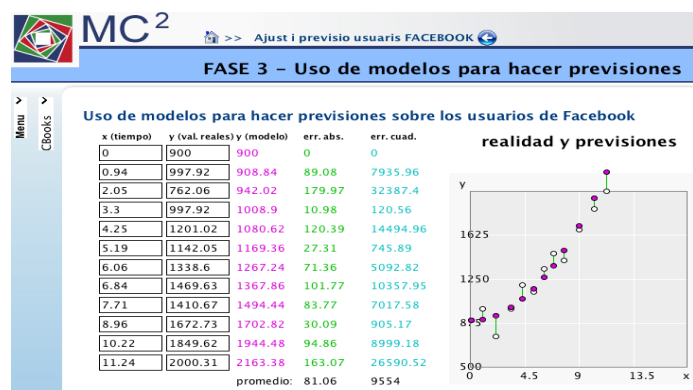 MC²
>> Ajust i previsio usuaris FACEBOOK
FASE 3 – Uso de modelos para hacer previsiones
Menu >
CBooks >
Uso de modelos para hacer previsiones sobre los usuarios de Facebook
x (tiempo) y (val. reales) y (modelo) err. abs. err. cuad.
0 900 900 0 0
0.94 997.92 908.84 89.08 7935.96
2.05 762.06 942.02 179.97 32387.4
3.3 997.92 1008.9 10.98 120.56
4.25 1201.02 1080.62 120.39 14494.96
5.19 1142.05 1169.36 27.31 745.89
6.06 1338.6 1267.24 71.36 5092.82
6.84 1469.63 1367.86 101.77 10357.95
7.71 1410.67 1494.44 83.77 7017.58
8.96 1672.73 1702.82 30.09 905.17
10.22 1849.62 1944.48 94.86 8999.18
11.24 2000.31 2163.38 163.07 26590.52
promedio: 81.06 9554
realidad y previsiones
y
1625
1250
875
500
0 4.5 9 13.5 x